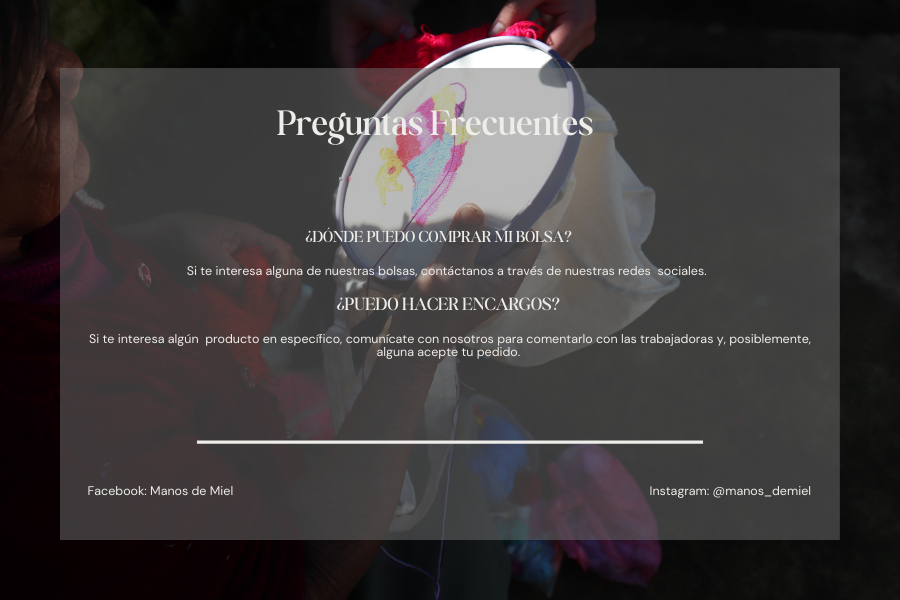 Preguntas Frecuentes
¿DÓNDE PUEDO COMPRAR MI BOLSA?
Si te interesa alguna de nuestras bolsas, contáctanos a través de nuestras redes  sociales.
¿PUEDO HACER ENCARGOS?
Si te interesa algún  producto en específico, comunícate con nosotros para comentarlo con las trabajadoras y, posiblemente,
alguna acepte tu pedido.
Facebook: Manos de Miel
Instagram: @manos_demiel